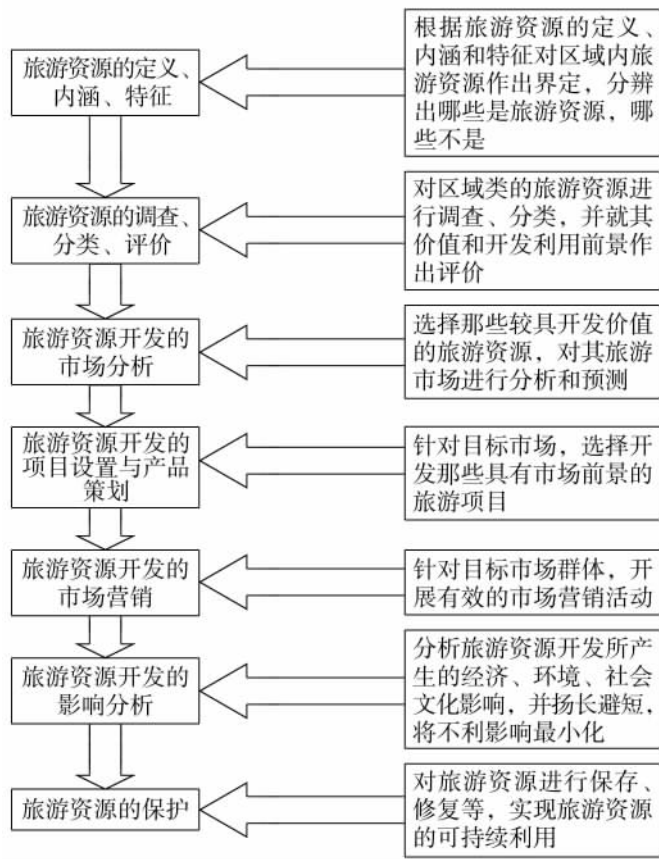 旅游资源的定义、
内涵、特征
根据旅游资源的定义、
内涵和特征对区域内旅
游资源作出界定，分辨
出哪些是旅游资源，哪
些不是
旅游资源的调查、
分类、评价
对区域类的旅游资源进
行调查、分类，并就其
价值和开发利用前景作
出评价
旅游资源开发的
市场分析
选择那些较具开发价值
的旅游资源，对其旅游
市场进行分析和预测
旅游资源开发的
项目设置与产品
策划
针对目标市场，选择开
发那些具有市场前景的
旅游项目
旅游资源开发的
市场营销
针对目标市场群体，开
展有效的市场营销活动
旅游资源开发的
影响分析
分析旅游资源开发所产
生的经济、环境、社会
文化影响，并扬长避短，
将不利影响最小化
旅游资源的保护
对旅游资源进行保存、
修复等，实现旅游资源
的可持续利用